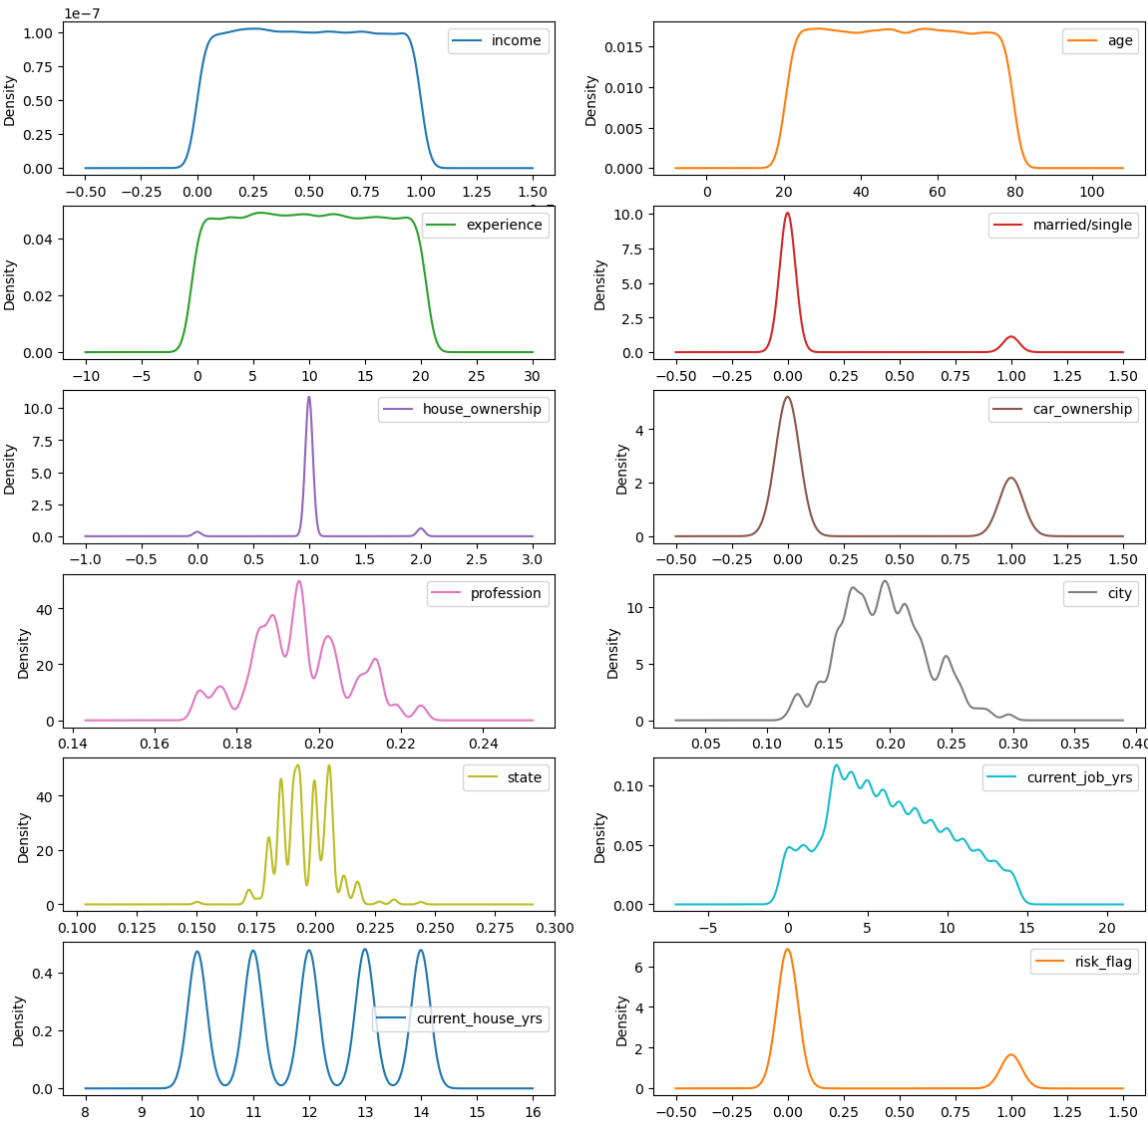 1e−7
1.00
0.75
0.50
0.25
0.00
Density
income
−0.50 −0.25 0.00 0.25 0.50 0.75 1.00 1.25 1.50
0.015
0.010
0.005
0.000
Density
age
0 20 40 60 80 100
0.04
0.02
0.00
Density
experience
−10 −5 0 5 10 15 20 25 30
10.0
7.5
5.0
2.5
0.0
Density
married/single
−0.50 −0.25 0.00 0.25 0.50 0.75 1.00 1.25 1.50
10.0
7.5
5.0
2.5
0.0
Density
house_ownership
−1.0 −0.5 0.0 0.5 1.0 1.5 2.0 2.5 3.0
4
2
0
Density
car_ownership
−0.50 −0.25 0.00 0.25 0.50 0.75 1.00 1.25 1.50
40
20
0
Density
profession
0.14 0.16 0.18 0.20 0.22 0.24
10
5
0
Density
city
0.05 0.10 0.15 0.20 0.25 0.30 0.35 0.40
40
20
0
Density
state
0.100 0.125 0.150 0.175 0.200 0.225 0.250 0.275 0.300
0.10
0.05
0.00
Density
current_job_yrs
−5 0 5 10 15 20
0.4
0.2
0.0
Density
current_house_yrs
8 9 10 11 12 13 14 15 16
6
4
2
0
Density
risk_flag
−0.50 −0.25 0.00 0.25 0.50 0.75 1.00 1.25 1.50